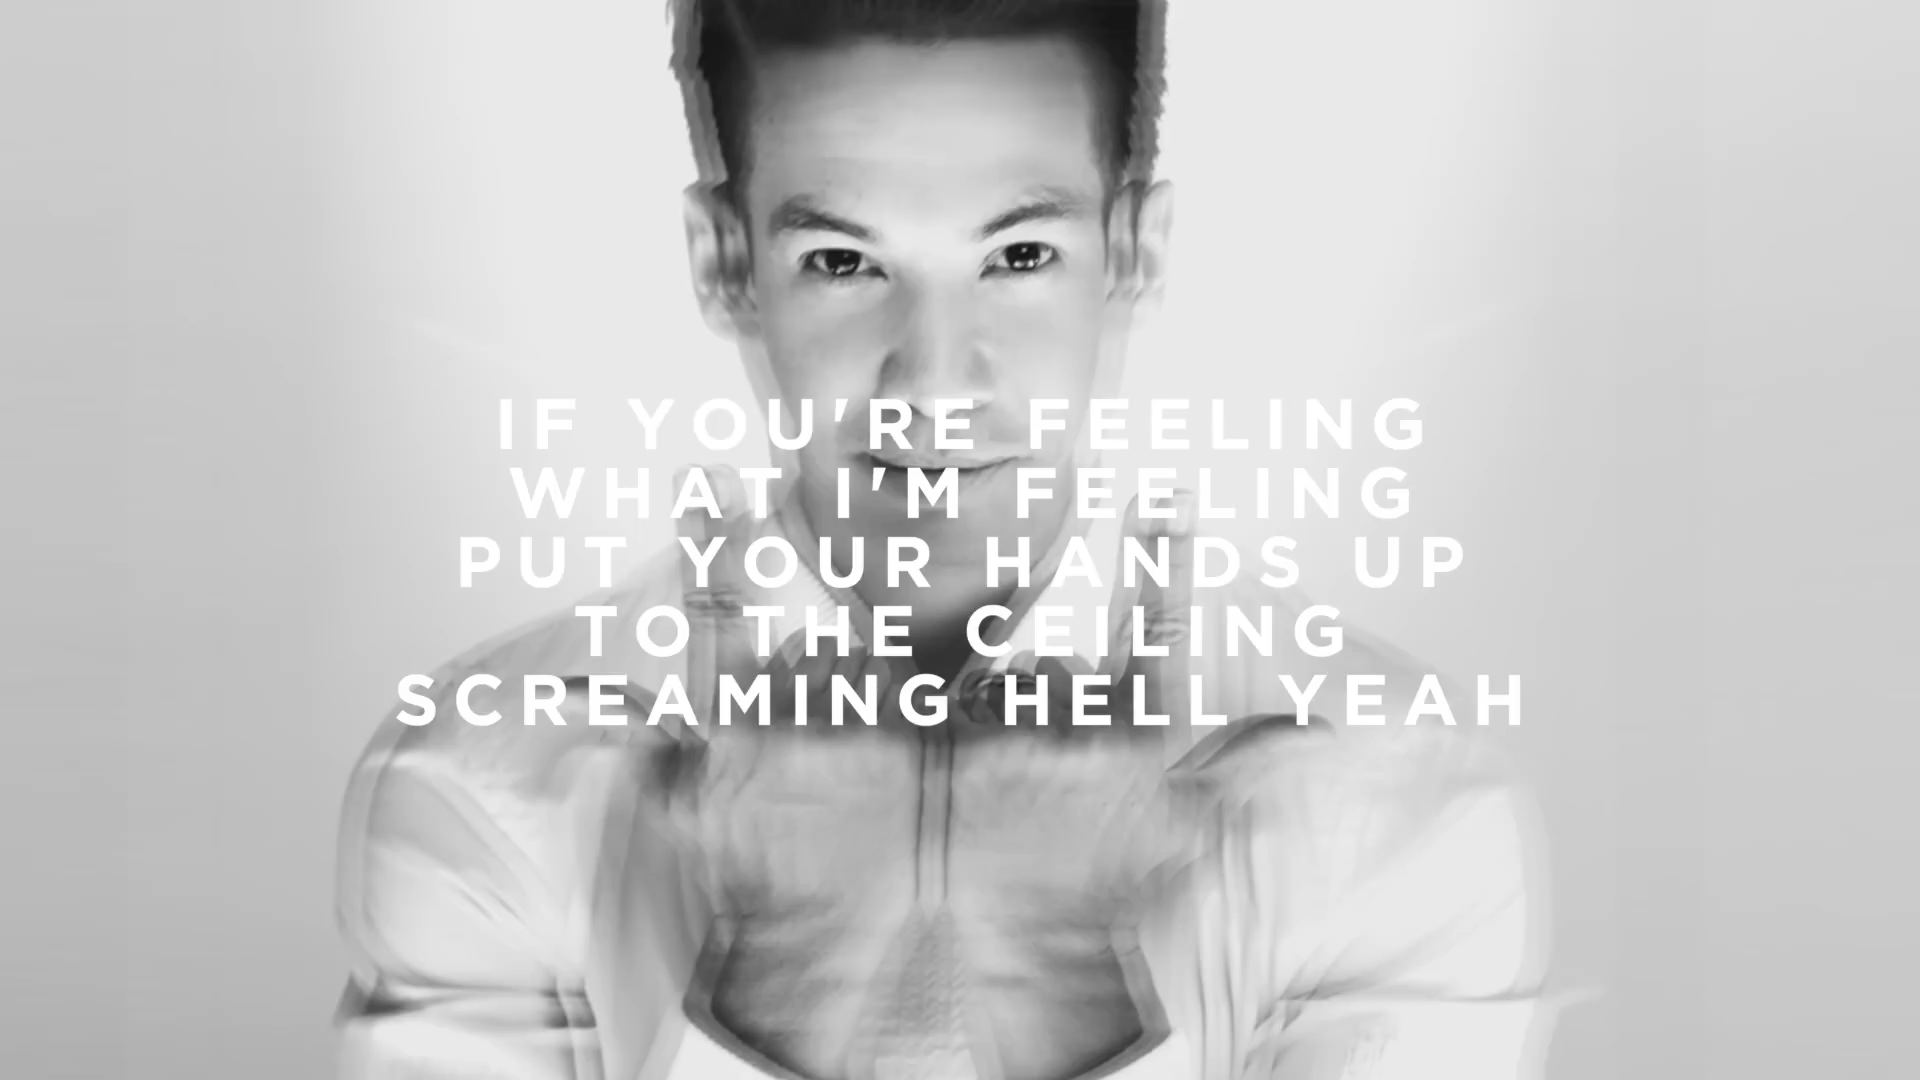 IF YOU'RE FEELING
WHAT I'M FEELING
PUT YOUR HANDS UP
TO THE CEILING
SCREAMING HELL YEAH